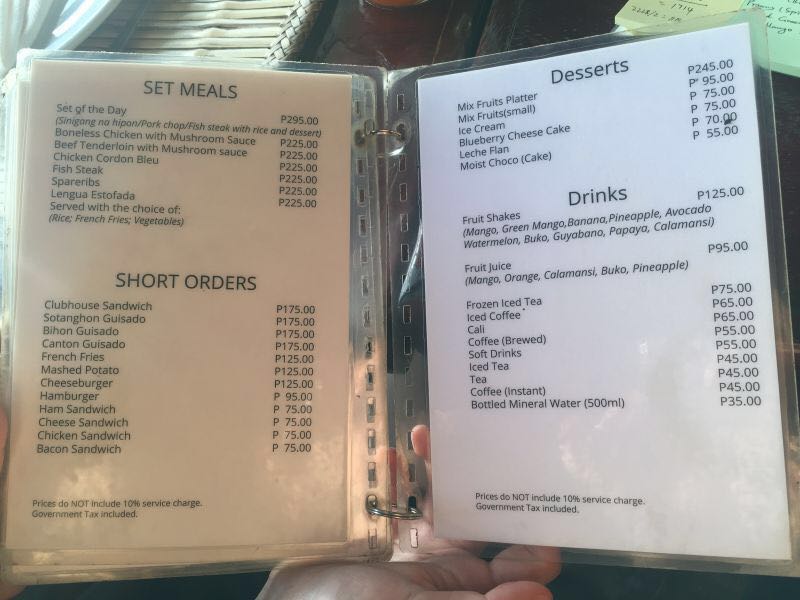 SET MEALS
Set of the Day P295.00
(Sinigang na hipon/Pork chop/Fish steak with rice and dessert)
Boneless Chicken with Mushroom Sauce P225.00
Beef Tenderloin with Mushroom sauce P225.00
Chicken Cordon Bleu P225.00
Fish Steak P225.00
Spareribs P225.00
Lengua Estofada P225.00
Served with the choice of:
(Rice; French Fries; Vegetables)
SHORT ORDERS
Clubhouse Sandwich P175.00
Sotanghon Guisado P175.00
Bihon Guisado P175.00
Canton Guisado P175.00
French Fries P125.00
Mashed Potato P125.00
Cheeseburger P125.00
Hamburger P 95.00
Ham Sandwich P 75.00
Cheese Sandwich P 75.00
Chicken Sandwich P 75.00
Bacon Sandwich P 75.00
Prices do NOT include 10% service charge.
Government Tax included.
Desserts
Mix Fruits Platter P245.00
Mix Fruits(small) P 95.00
Ice Cream P 75.00
Blueberry Cheese Cake P 75.00
Leche Flan P 70.00
Moist Choco (Cake) P 55.00
Drinks
Fruit Shakes P125.00
(Mango, Green Mango,Banana,Pineapple, Avocado
Watermelon, Buko, Guyabano, Papaya, Calamansi)
Fruit Juice P95.00
(Mango, Orange, Calamansi, Buko, Pineapple)
Frozen Iced Tea P75.00
Iced Coffee P65.00
Cali P65.00
Coffee (Brewed) P55.00
Soft Drinks P55.00
Iced Tea P45.00
Tea P45.00
Coffee (Instant) P45.00
Bottled Mineral Water (500ml) P35.00
Prices do NOT include 10% service charge.
Government Tax included.
= 1714